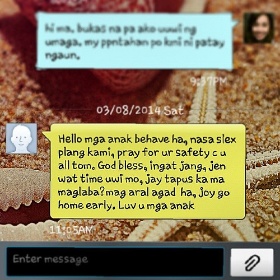 hi ma, bukas na pa ako uuwi ng
umaga, my ppntahan po kmi ni patay
ngaun.
9:37PM
03/08/2014 Sat
Hello mga anak behave ha, nasa slex
plang kami, pray for ur safety c u
all tom. God bless, ingat jang, jen
wat time uwi mo, jay tapus ka ma
maglaba?mag aral agad ha, joy go
home early. Luv u mga anak
11:05AM
Enter message